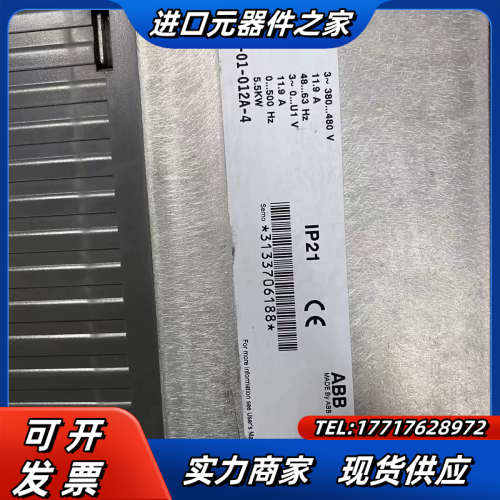 进口元器件之家
3~ 380...480 V
11.9 A
48...63 Hz
3~ 0...U1 V
11.9 A
0...500 Hz
5.5KW
-01-012A-4
IP21
CE
Serno *3133706188*
ABB
MADE By ABB
For more information see User's
TEL:17717628972
可开
发票
实力商家 现货供应